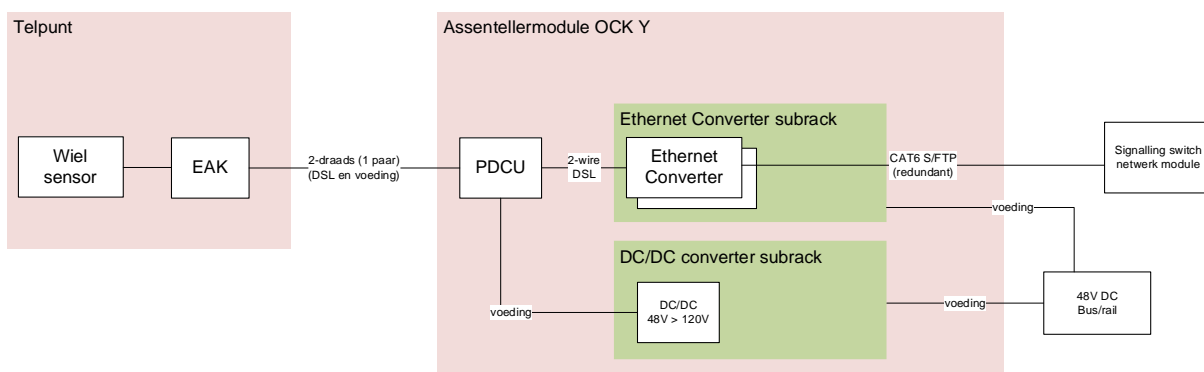 Telpunt
Assentellermodule OCK Y
Ethernet Converter subrack
Wiel
sensor
EAK
2-draads (1 paar)
(DSL en voeding)
PDCU
2-wire
DSL
Ethernet
Converter
CAT6 S/FTP
(redundant)
Signalling switch
netwerk module
voeding
DC/DC converter subrack
DC/DC
48V > 120V
voeding
voeding
48V DC
Bus/rail